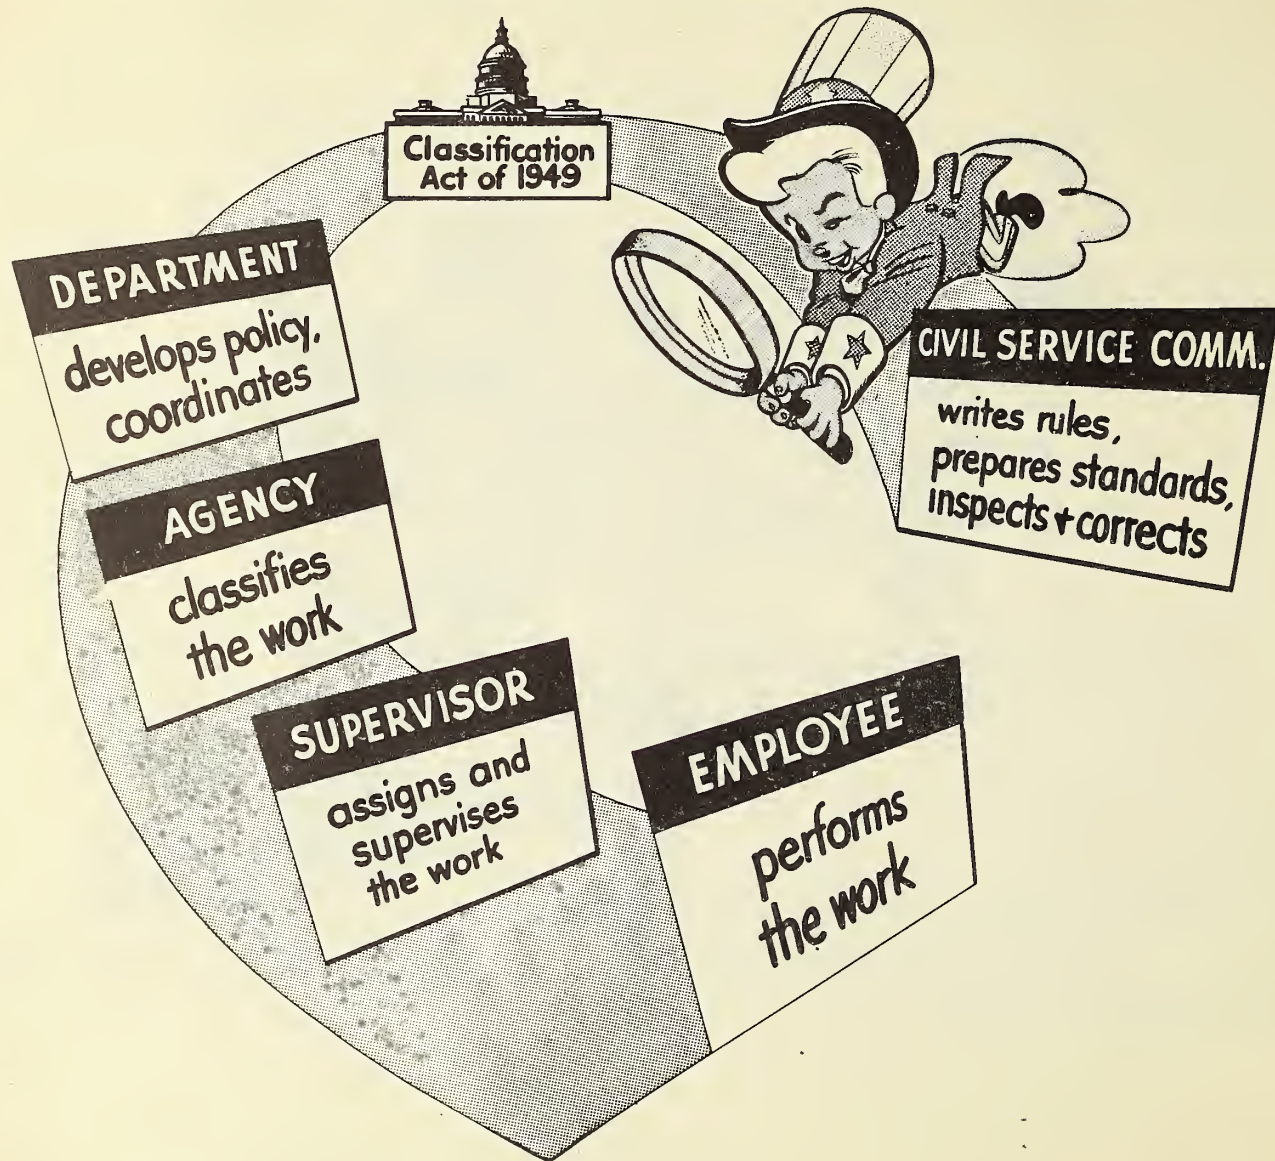 Classification
Act of 1949
DEPARTMENT
develops policy,
coordinates
AGENCY
classifies
the work
SUPERVISOR
assigns and
supervises
the work
EMPLOYEE
performs
the work
CIVIL SERVICE COMM.
writes rules,
prepares standards,
inspects + corrects